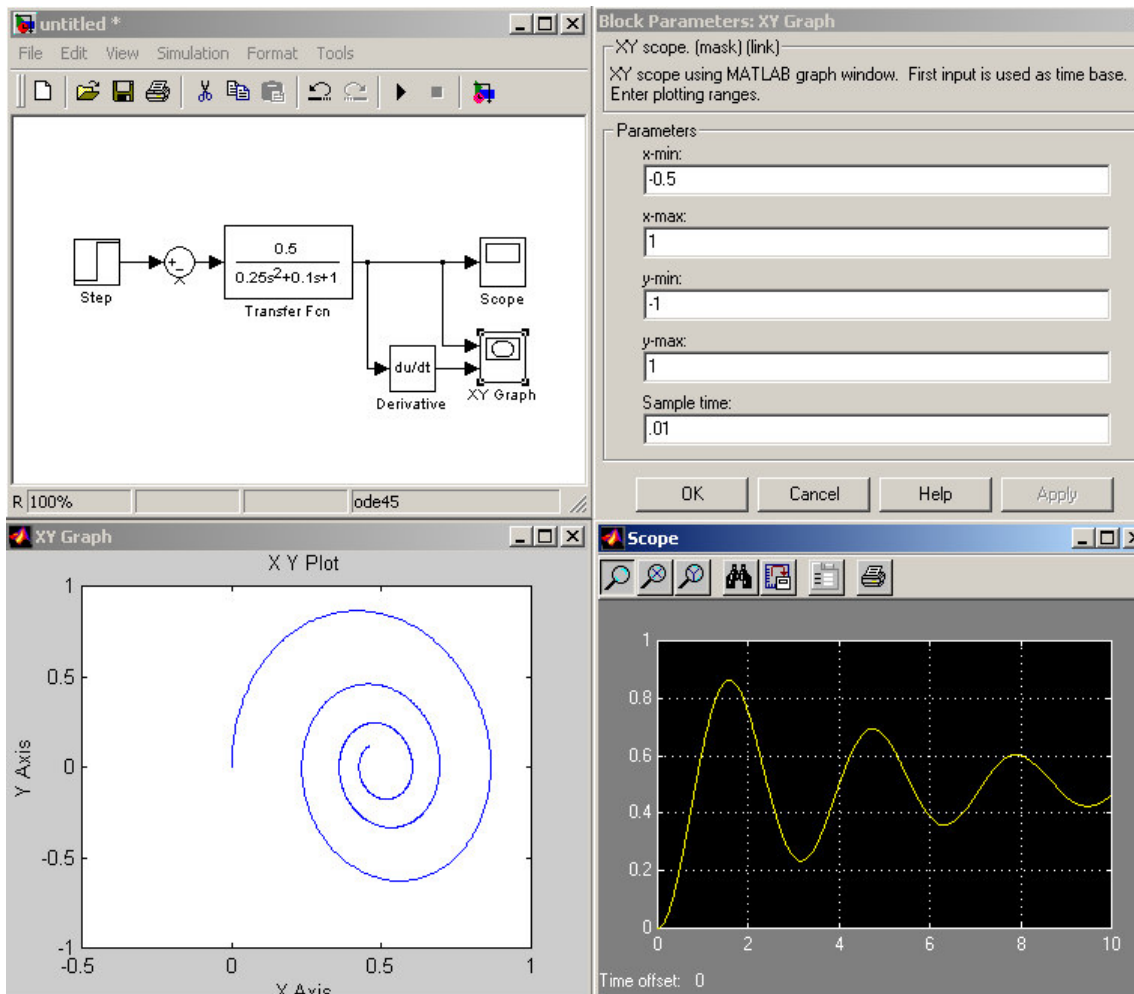 untitled *
File Edit View Simulation Format Tools
0.5
0.25s²+0.1s+1
+
-
Step
Transfer Fcn
Scope
du/dt
Derivative
XY Graph
R 100%
ode45
Block Parameters: XY Graph
XY scope. (mask) (link)
XY scope using MATLAB graph window. First input is used as time base.
Enter plotting ranges.
Parameters
x-min:
-0.5
x-max:
1
y-min:
-1
y-max:
1
Sample time:
.01
OK Cancel Help Apply
XY Graph
X Y Plot
1
0.5
0
-0.5
-1
Y Axis
-0.5 0 0.5 1
X Axis
Scope
1
0.8
0.6
0.4
0.2
0
0 2 4 6 8 10
Time offset: 0